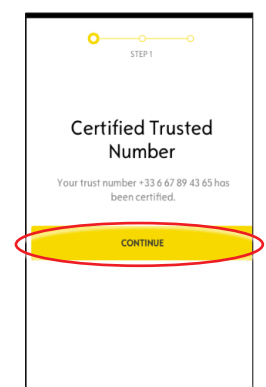 STEP 1
Certified Trusted
Number
Your trust number +33 6 67 89 43 65 has
been certified.
CONTINUE